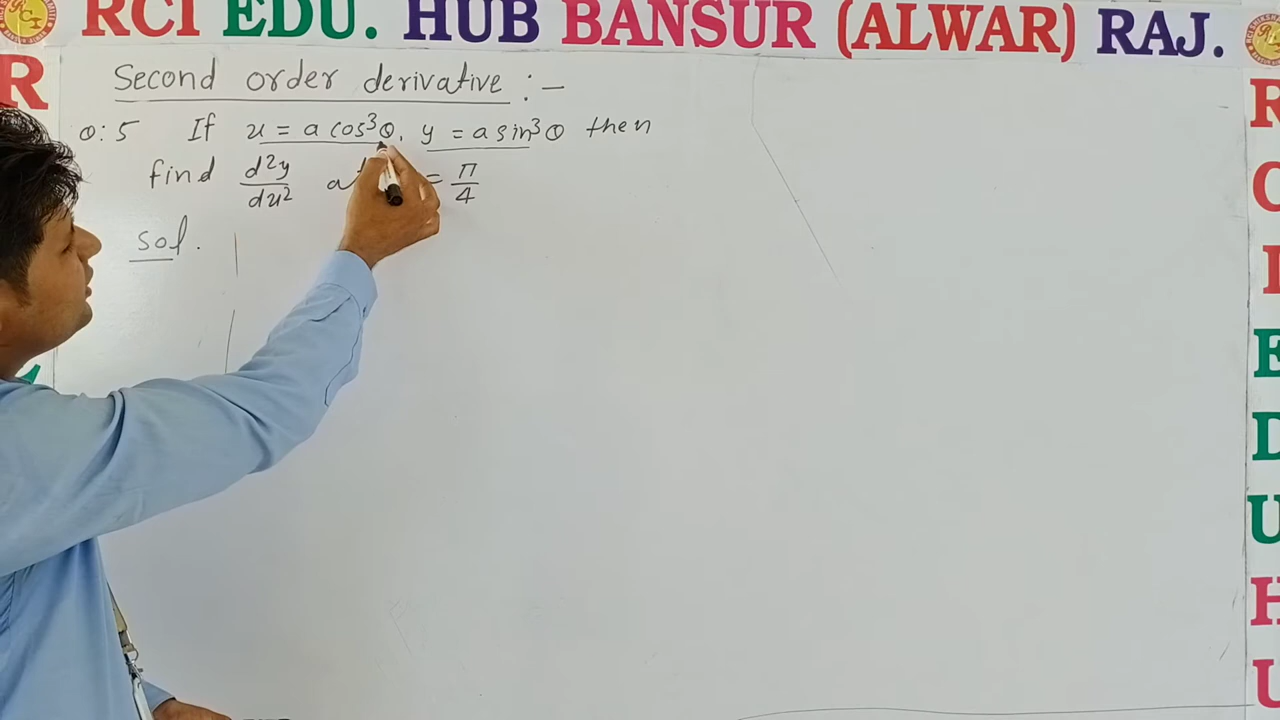 RCI EDU. HUB BANSUR (ALWAR) RAJ.
Second order derivative :-
Q: 5 If x = a cos³θ, y = a sin³θ then
find d²y/dx² = π/4
sol.
R
R
C
I
E
D
U
H
U